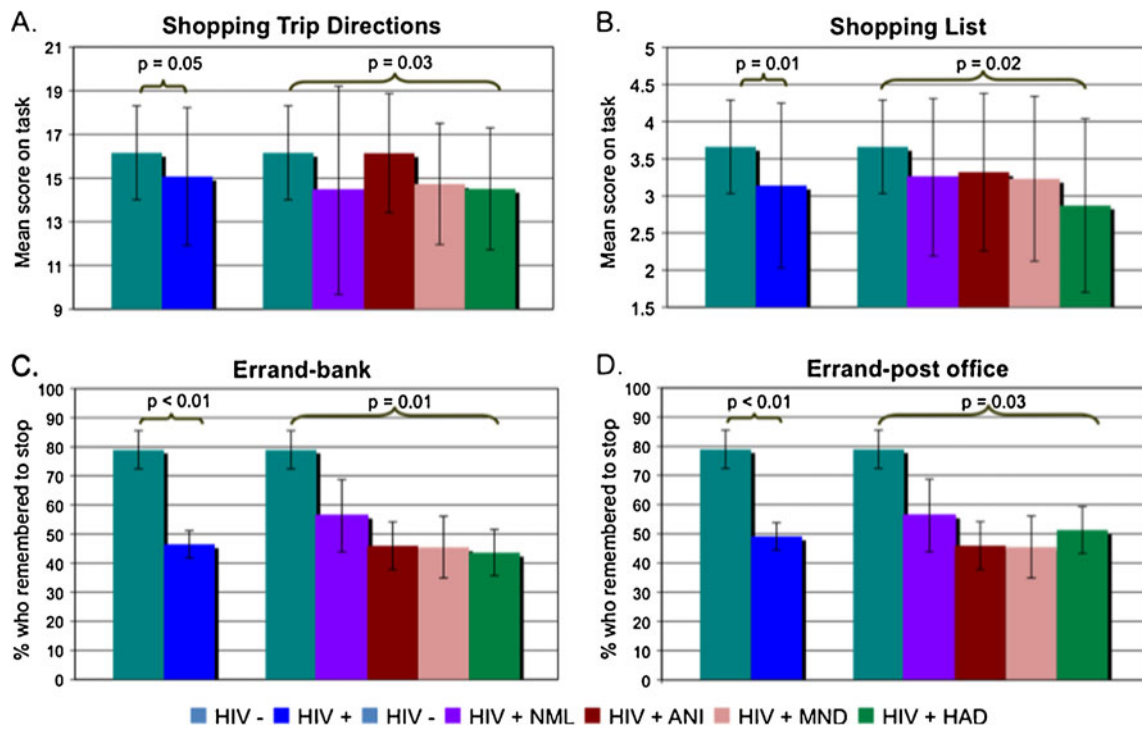 A. Shopping Trip Directions
Mean score on task
21
19
17
15
13
11
9
p = 0.05
p = 0.03
B. Shopping List
Mean score on task
5
4.5
4
3.5
3
2.5
2
1.5
p = 0.01
p = 0.02
C. Errand-bank
% who remembered to stop
100
90
80
70
60
50
40
30
20
10
0
p < 0.01
p = 0.01
D. Errand-post office
% who remembered to stop
100
90
80
70
60
50
40
30
20
10
0
p < 0.01
p = 0.03
HIV - HIV + HIV - HIV + NML HIV + ANI HIV + MND HIV + HAD